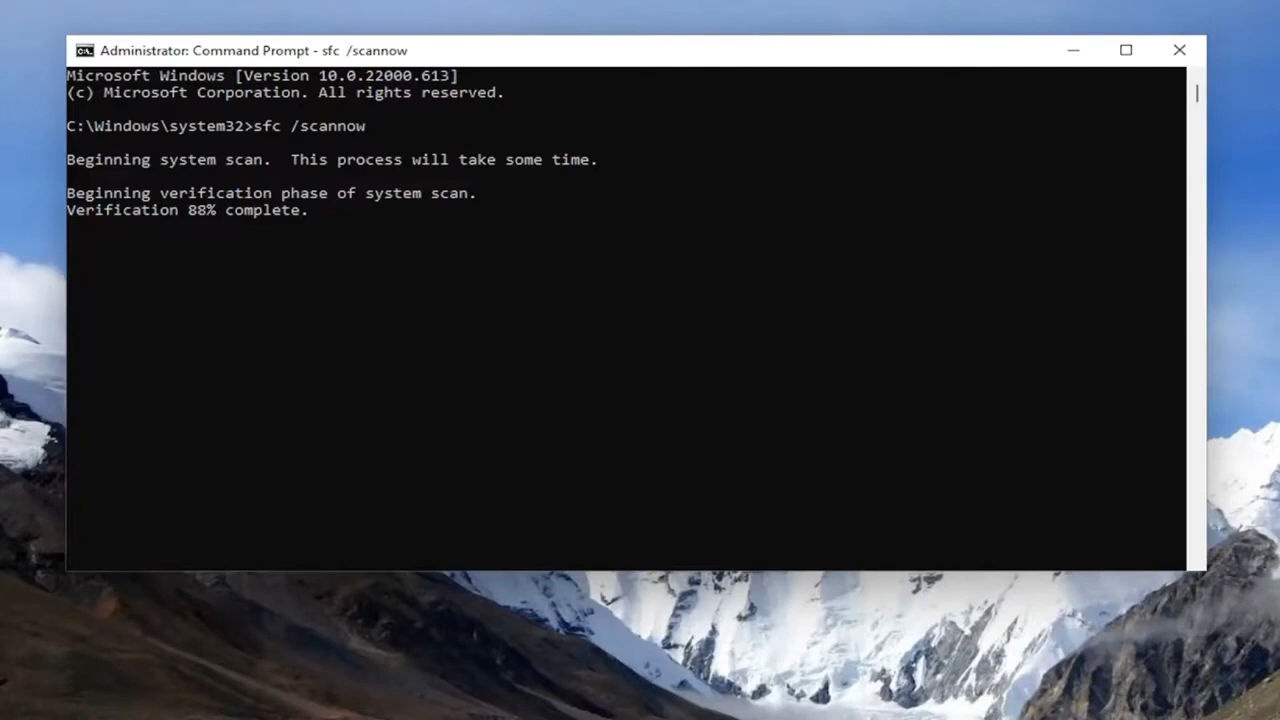 Administrator: Command Prompt - sfc  /scannow
Microsoft Windows [Version 10.0.22000.613]
(c) Microsoft Corporation. All rights reserved.
C:\Windows\system32>sfc /scannow
Beginning system scan.  This process will take some time.
Beginning verification phase of system scan.
Verification 88% complete.